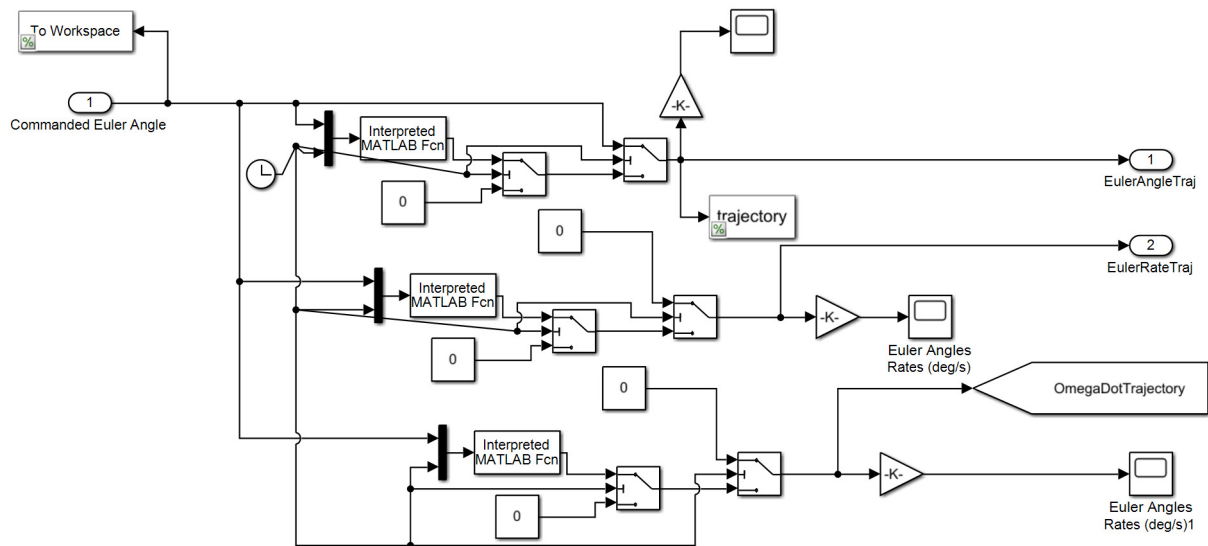 To Workspace
1
Commanded Euler Angle
-K-
Interpreted
MATLAB Fcn
0
trajectory
1
EulerAngleTraj
0
2
EulerRateTraj
Interpreted
MATLAB Fcn
0
-K-
Euler Angles
Rates (deg/s)
0
OmegaDotTrajectory
Interpreted
MATLAB Fcn
0
-K-
Euler Angles
Rates (deg/s)1